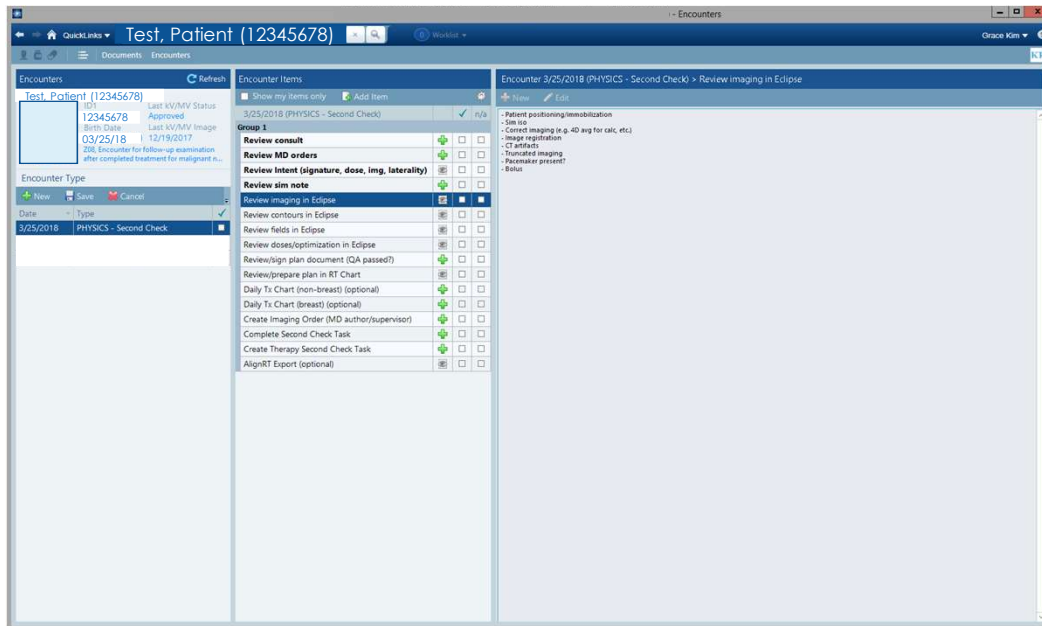 - Encounters
QuickLinks
Test, Patient (12345678)
0 Worklist
Grace Kim
Documents Encounters
Encounters
Refresh
Test, Patient (12345678)
ID1 Last kV/MV Status
12345678 Approved
Birth Date Last kV/MV Image
03/25/18 12/19/2017
Z08, Encounter for follow-up examination
after completed treatment for malignant n...
Encounter Type
New Save Cancel
Date Type
3/25/2018 PHYSICS - Second Check
Encounter Items
Show my items only Add Item
3/25/2018 (PHYSICS - Second Check) n/a
Group 1
Review consult
Review MD orders
Review Intent (signature, dose, img, laterality)
Review sim note
Review imaging in Eclipse
Review contours in Eclipse
Review fields in Eclipse
Review doses/optimization in Eclipse
Review/sign plan document (QA passed?)
Review/prepare plan in RT Chart
Daily Tx Chart (non-breast) (optional)
Daily Tx Chart (breast) (optional)
Create Imaging Order (MD author/supervisor)
Complete Second Check Task
Create Therapy Second Check Task
AlignRT Export (optional)
Encounter 3/25/2018 (PHYSICS - Second Check) > Review imaging in Eclipse
New Edit
- Patient positioning/immobilization
- Sim iso
- Correct imaging (e.g. 4D avg for calc, etc.)
- Image registration
- CT artifacts
- Truncated imaging
- Pacemaker present?
- Bolus